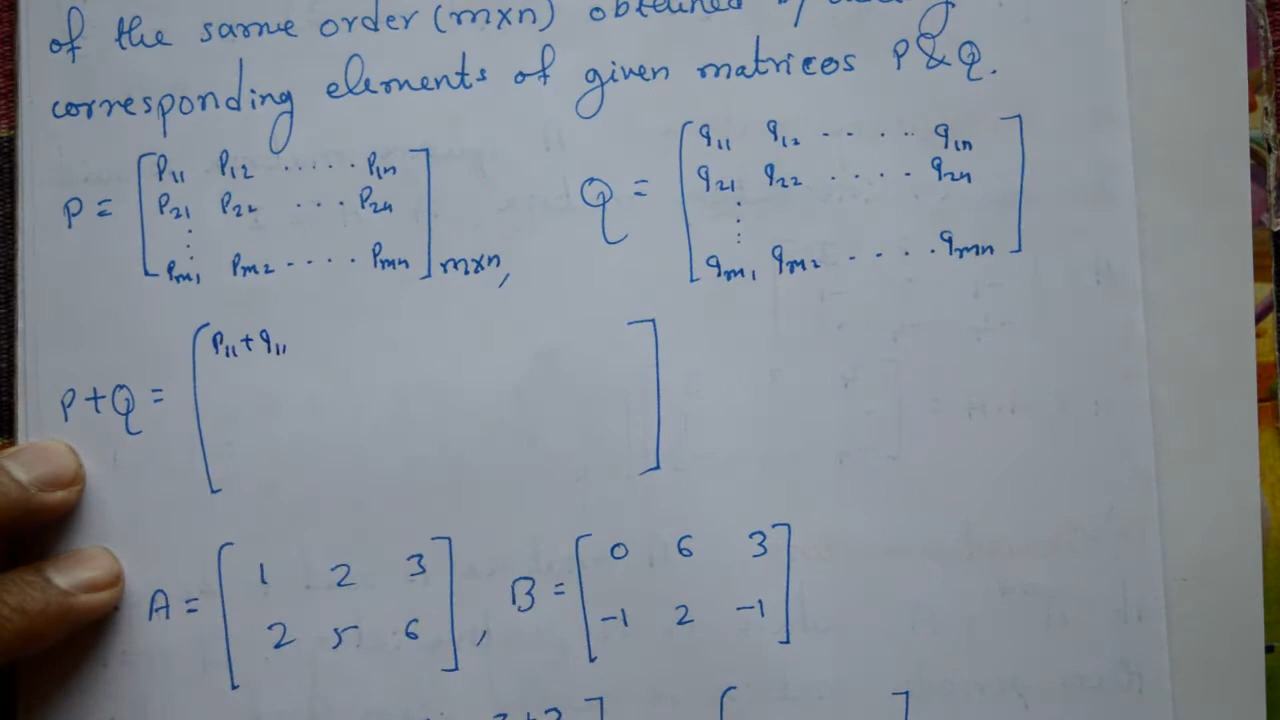 of the same order (m×n) obtained by adding
corresponding elements of given matrices P & Q.
P = [ p11 p12 ..... p1n
p21 p22 ... p2n
⋮
pm1 pm2 ..... pmn ] m×n,
Q = [ q11 q12 ..... q1n
q21 q22 .... q2n
⋮
qm1 qm2 .... qmn ]
P+Q = [ p11+q11 ]
A = [ 1 2 3
2 5 6 ],
B = [ 0 6 3
-1 2 -1 ]